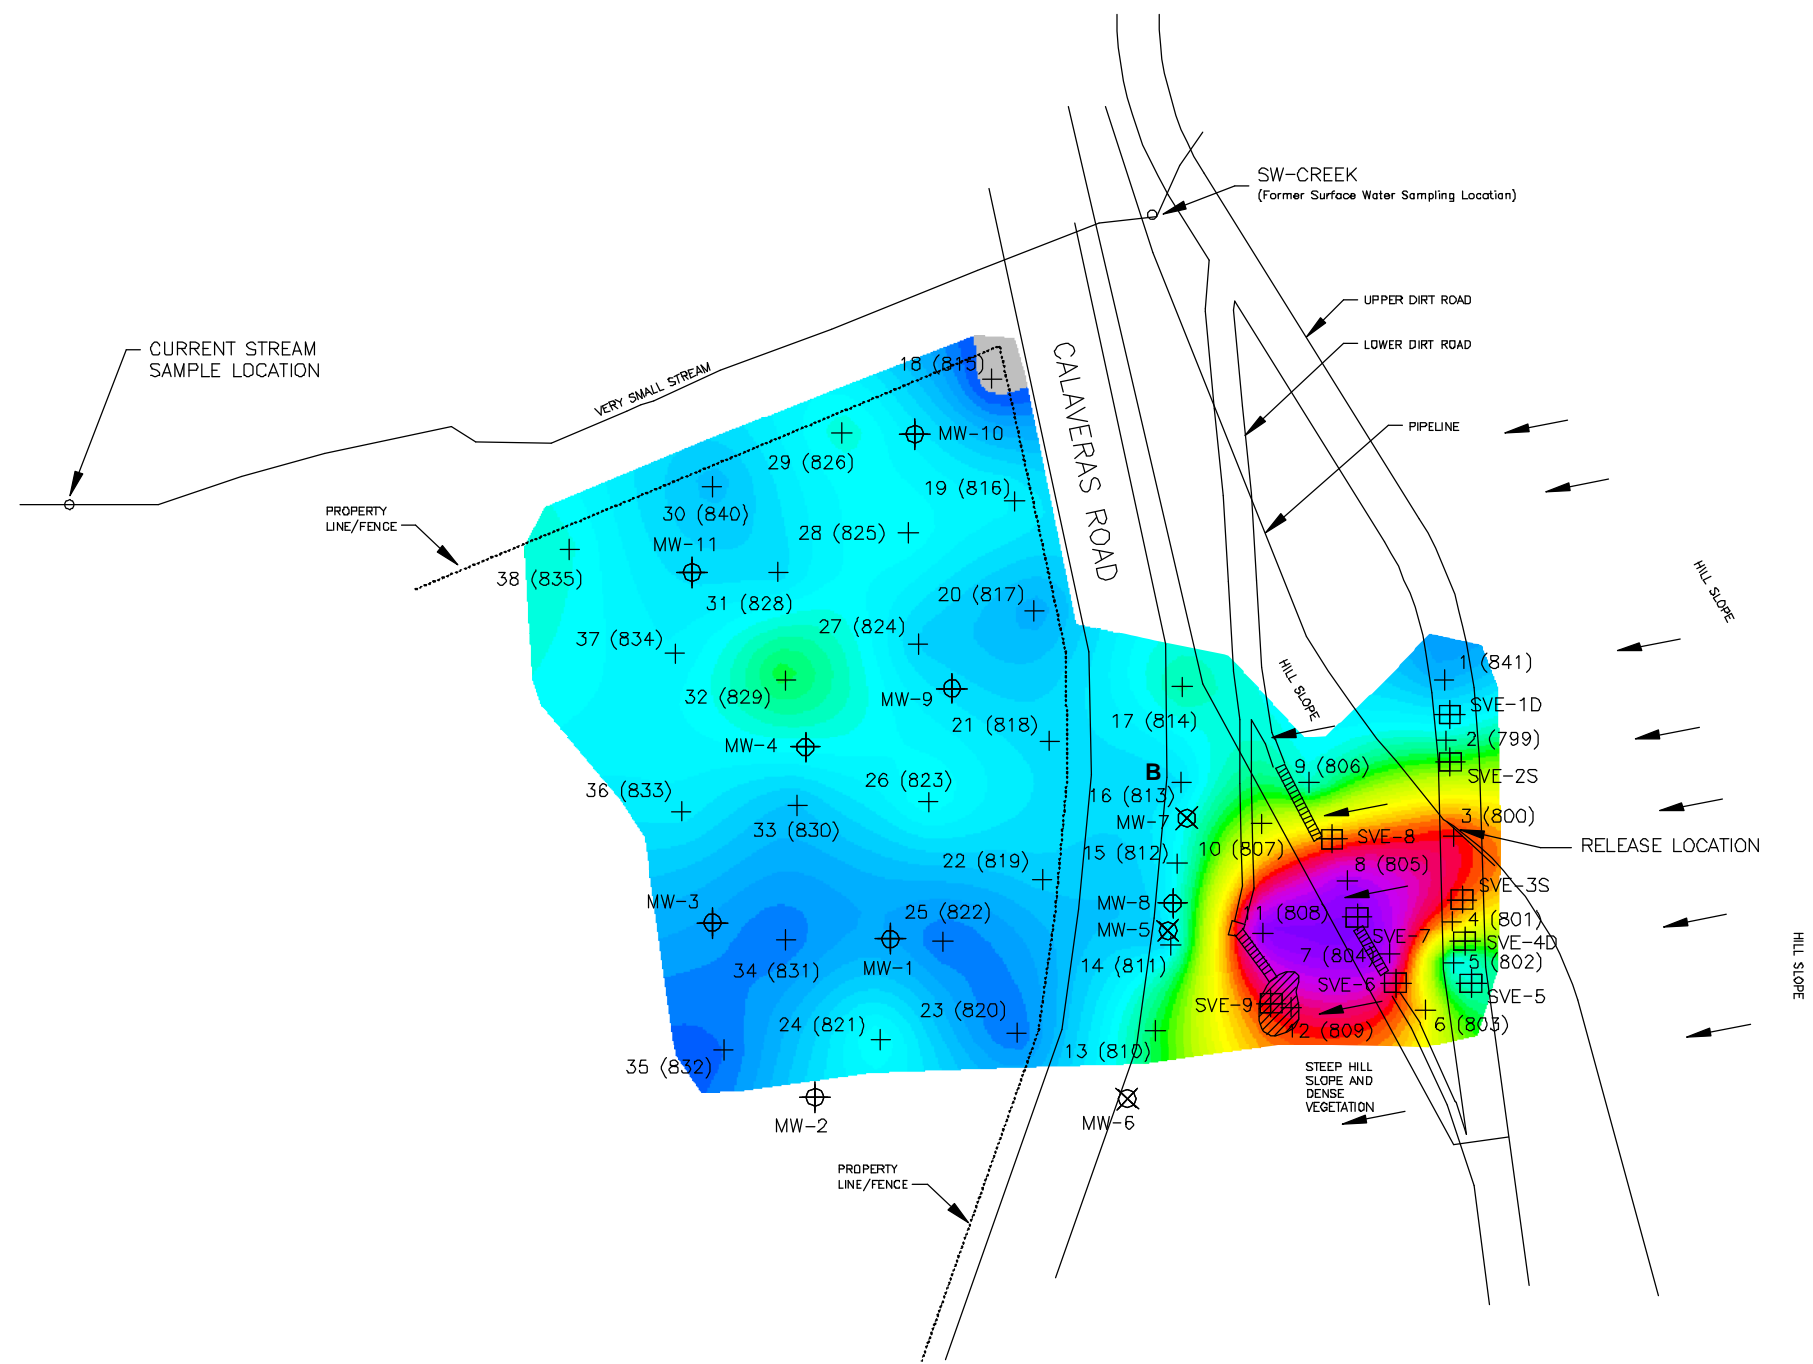 SW-CREEK
(Former Surface Water Sampling Location)
UPPER DIRT ROAD
LOWER DIRT ROAD
PIPELINE
CURRENT STREAM
SAMPLE LOCATION
VERY SMALL STREAM
CALAVERAS ROAD
PROPERTY
LINE/FENCE
18 (815)
MW-10
29 (826)
19 (816)
30 (840)
28 (825)
MW-11
38 (835)
31 (828)
20 (817)
27 (824)
37 (834)
32 (829)
MW-9
21 (818)
MW-4
26 (823)
36 (833)
33 (830)
22 (819)
MW-3
25 (822)
34 (831)
MW-1
23 (820)
24 (821)
35 (832)
MW-2
HILL SLOPE
HILL SLOPE
HILL SLOPE
1 (841)
SVE-1D
17 (814)
2 (799)
B
9 (806)
SVE-2S
16 (813)
MW-7
3 (800)
SVE-8
RELEASE LOCATION
15 (812)
10 (807)
8 (805)
SVE-3S
MW-8
11 (808)
4 (801)
MW-5
SVE-7
SVE-4D
14 (811)
7 (804)
5 (802)
SVE-6
SVE-5
SVE-9
12 (809)
6 (803)
13 (810)
STEEP HILL
SLOPE AND
DENSE
VEGETATION
MW-6
PROPERTY
LINE/FENCE